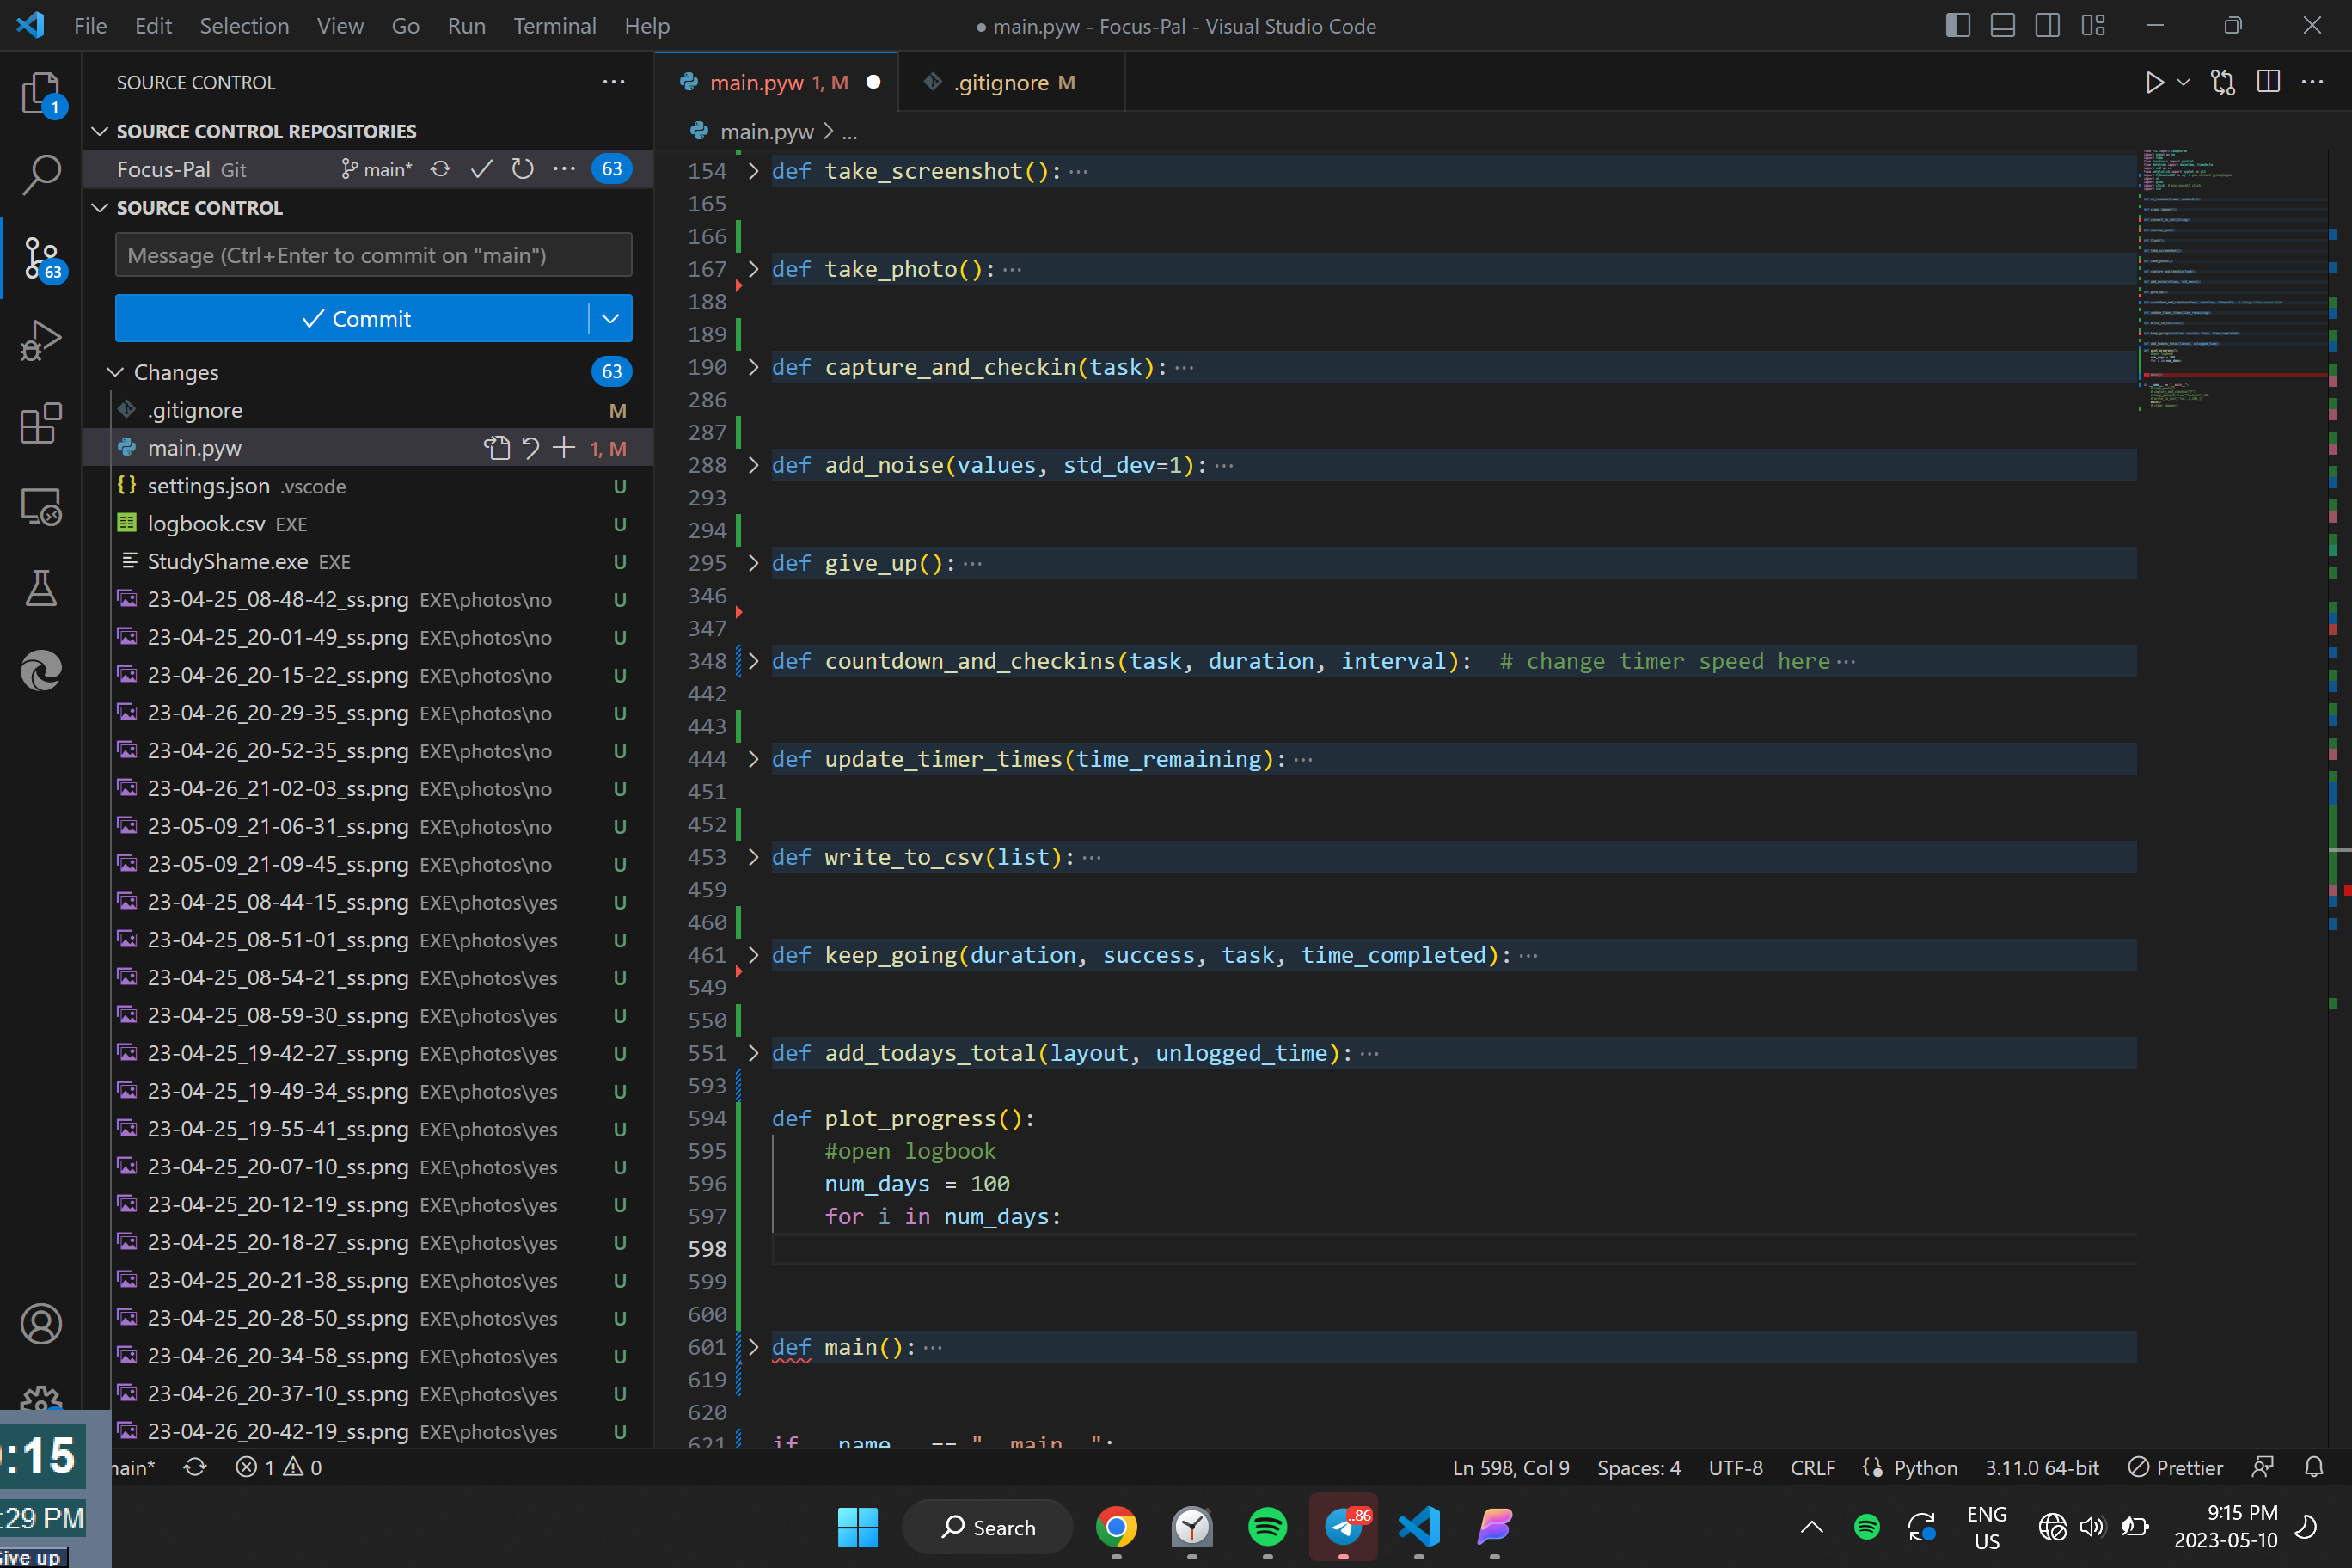 File Edit Selection View Go Run Terminal Help
● main.pyw - Focus-Pal - Visual Studio Code
SOURCE CONTROL
SOURCE CONTROL REPOSITORIES
Focus-Pal Git main* 63
SOURCE CONTROL
Message (Ctrl+Enter to commit on "main")
Commit
Changes 63
.gitignore M
main.pyw 1, M
settings.json .vscode U
logbook.csv EXE U
StudyShame.exe EXE U
23-04-25_08-48-42_ss.png EXE\photos\no U
23-04-25_20-01-49_ss.png EXE\photos\no U
23-04-26_20-15-22_ss.png EXE\photos\no U
23-04-26_20-29-35_ss.png EXE\photos\no U
23-04-26_20-52-35_ss.png EXE\photos\no U
23-04-26_21-02-03_ss.png EXE\photos\no U
23-05-09_21-06-31_ss.png EXE\photos\no U
23-05-09_21-09-45_ss.png EXE\photos\no U
23-04-25_08-44-15_ss.png EXE\photos\yes U
23-04-25_08-51-01_ss.png EXE\photos\yes U
23-04-25_08-54-21_ss.png EXE\photos\yes U
23-04-25_08-59-30_ss.png EXE\photos\yes U
23-04-25_19-42-27_ss.png EXE\photos\yes U
23-04-25_19-49-34_ss.png EXE\photos\yes U
23-04-25_19-55-41_ss.png EXE\photos\yes U
23-04-25_20-07-10_ss.png EXE\photos\yes U
23-04-25_20-12-19_ss.png EXE\photos\yes U
23-04-25_20-18-27_ss.png EXE\photos\yes U
23-04-25_20-21-38_ss.png EXE\photos\yes U
23-04-25_20-28-50_ss.png EXE\photos\yes U
23-04-26_20-34-58_ss.png EXE\photos\yes U
23-04-26_20-37-10_ss.png EXE\photos\yes U
23-04-26_20-42-19_ss.png EXE\photos\yes U
1
63
main.pyw 1, M ● .gitignore M
main.pyw > ...
154 def take_screenshot():···
165
166
167 def take_photo():···
188
189
190 def capture_and_checkin(task):···
286
287
288 def add_noise(values, std_dev=1):···
293
294
295 def give_up():···
346
347
348 def countdown_and_checkins(task, duration, interval): # change timer speed here···
442
443
444 def update_timer_times(time_remaining):···
451
452
453 def write_to_csv(list):···
459
460
461 def keep_going(duration, success, task, time_completed):···
549
550
551 def add_todays_total(layout, unlogged_time):···
593
594 def plot_progress():
595 #open logbook
596 num_days = 100
597 for i in num_days:
598
599
600
601 def main():···
619
620
621 if __name__ == "__main__":
:15
:29 PM
Give up
main* 1 0
Ln 598, Col 9 Spaces: 4 UTF-8 CRLF Python 3.11.0 64-bit Prettier
Search
..86
ENG
US
9:15 PM
2023-05-10